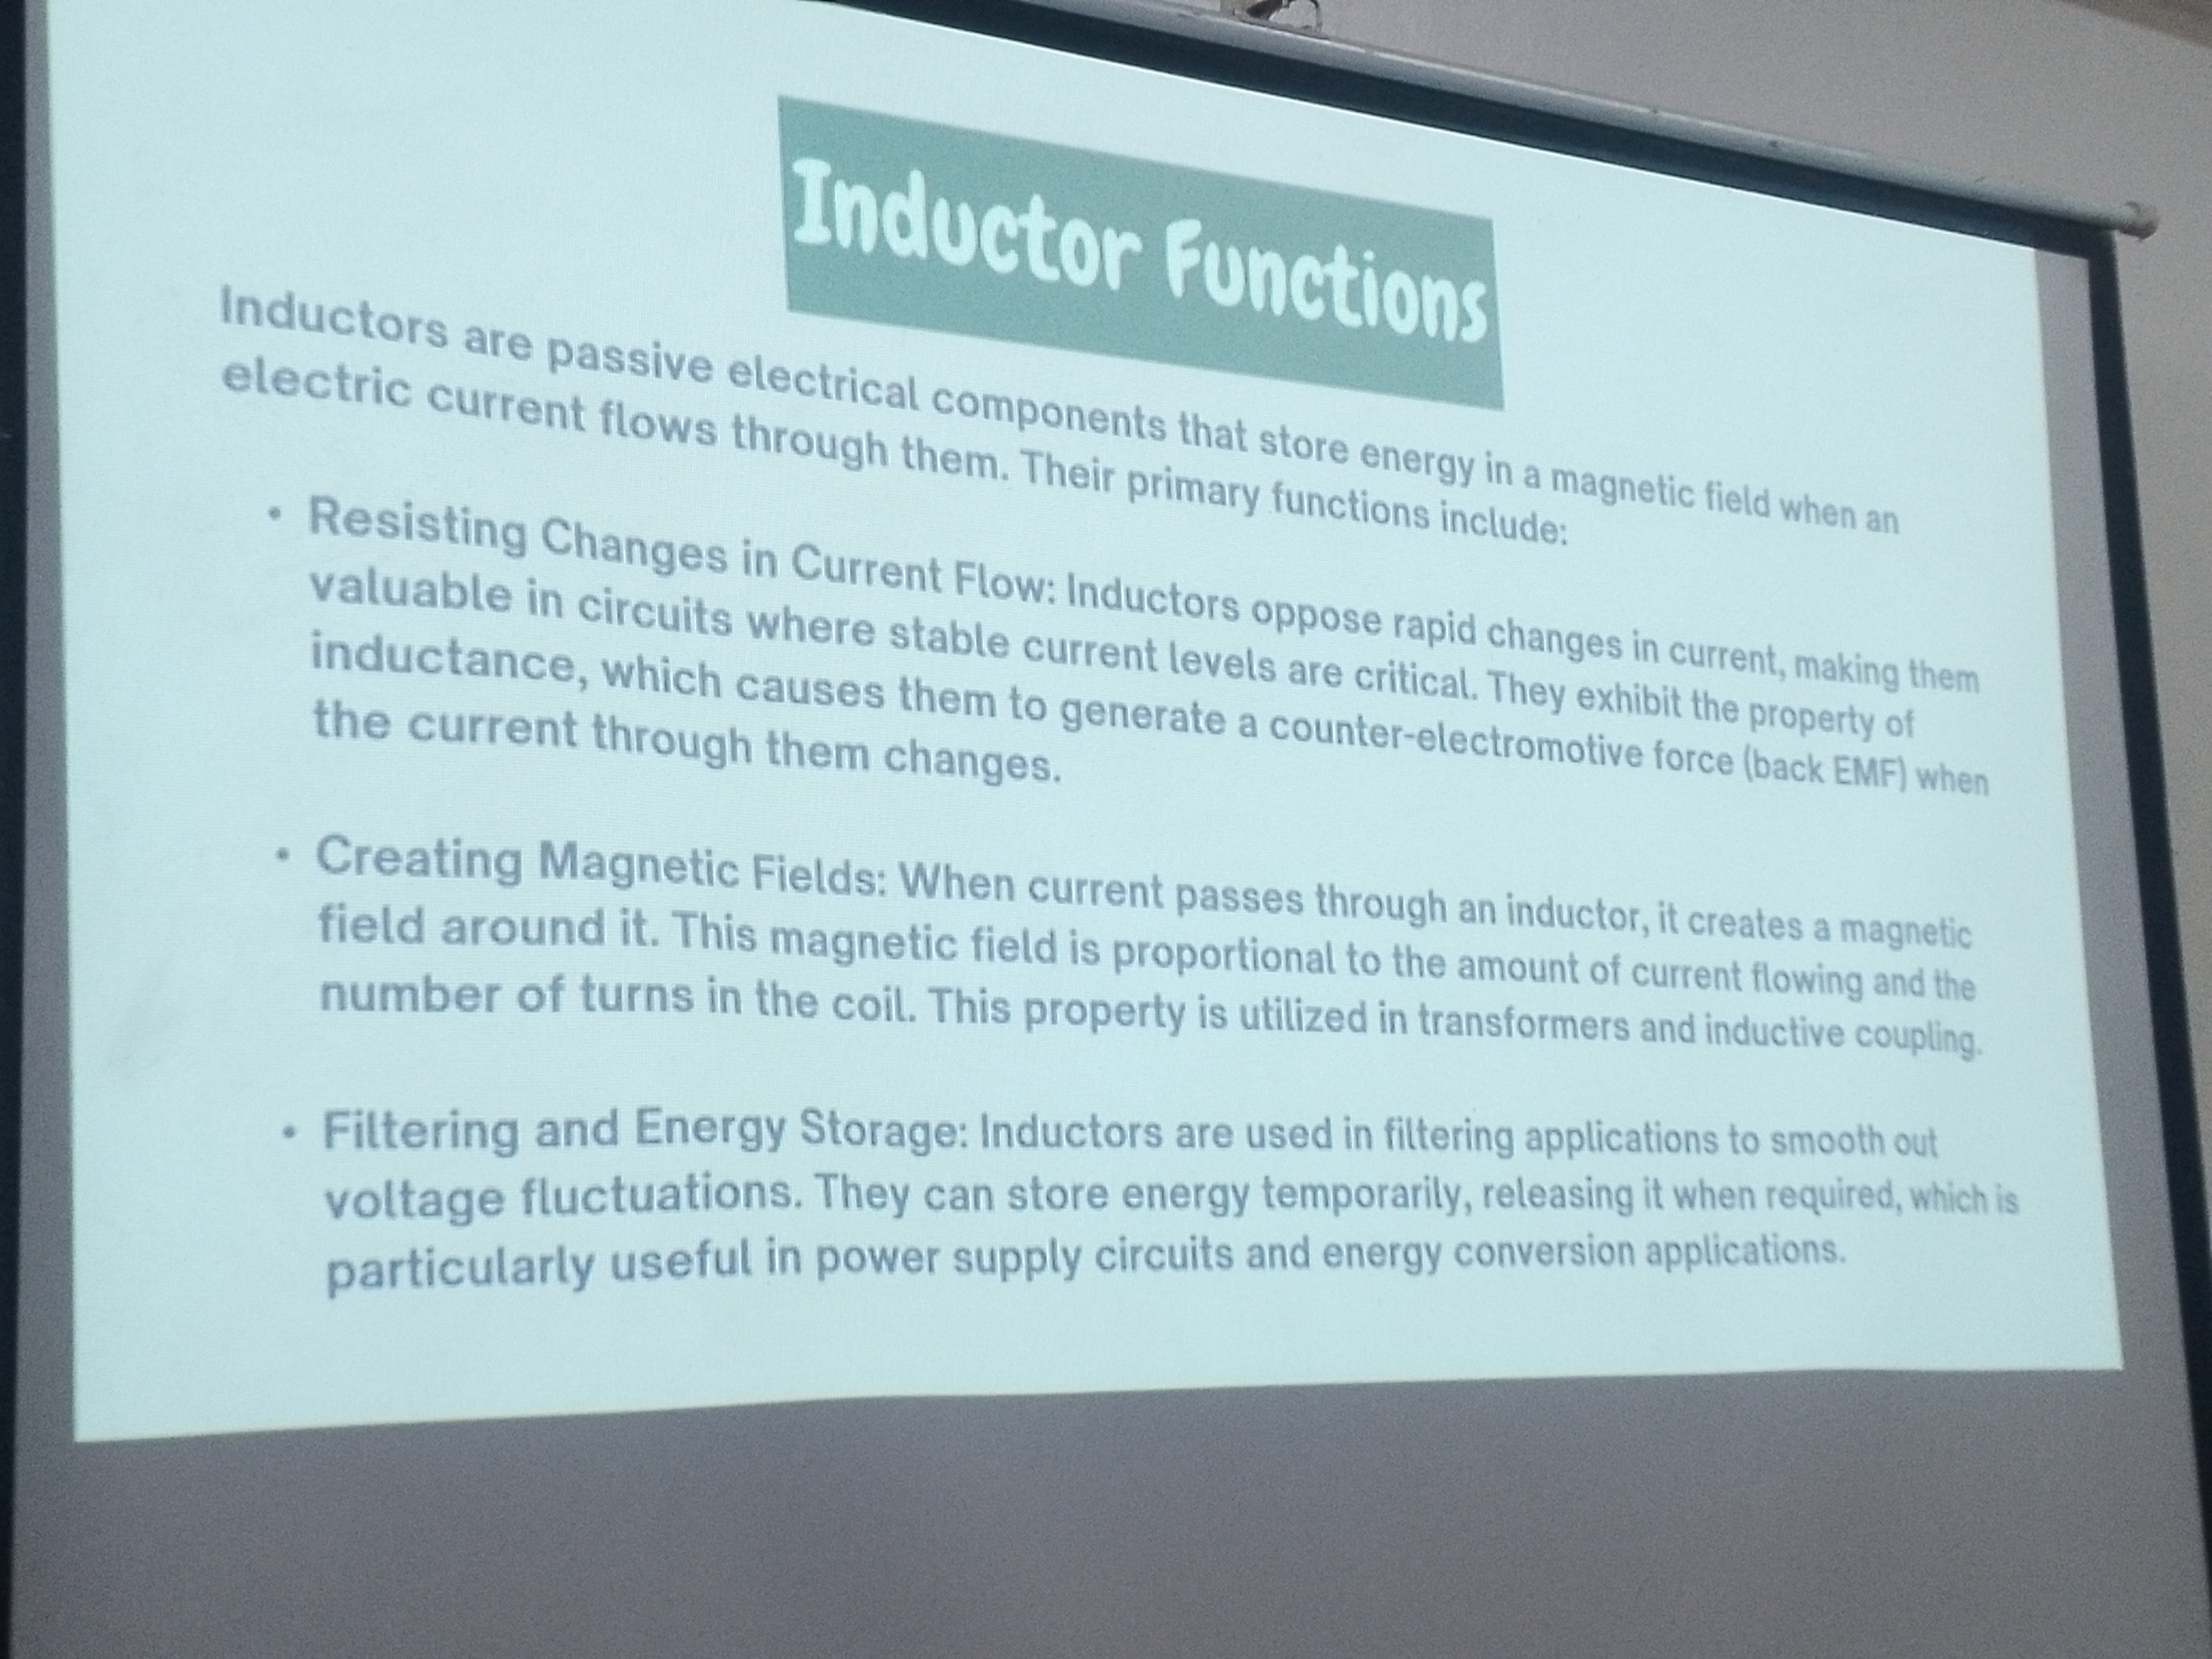 Inductor Functions
Inductors are passive electrical components that store energy in a magnetic field when an
electric current flows through them. Their primary functions include:
• Resisting Changes in Current Flow: Inductors oppose rapid changes in current, making them
valuable in circuits where stable current levels are critical. They exhibit the property of
inductance, which causes them to generate a counter-electromotive force (back EMF) when
the current through them changes.
• Creating Magnetic Fields: When current passes through an inductor, it creates a magnetic
field around it. This magnetic field is proportional to the amount of current flowing and the
number of turns in the coil. This property is utilized in transformers and inductive coupling.
• Filtering and Energy Storage: Inductors are used in filtering applications to smooth out
voltage fluctuations. They can store energy temporarily, releasing it when required, which is
particularly useful in power supply circuits and energy conversion applications.